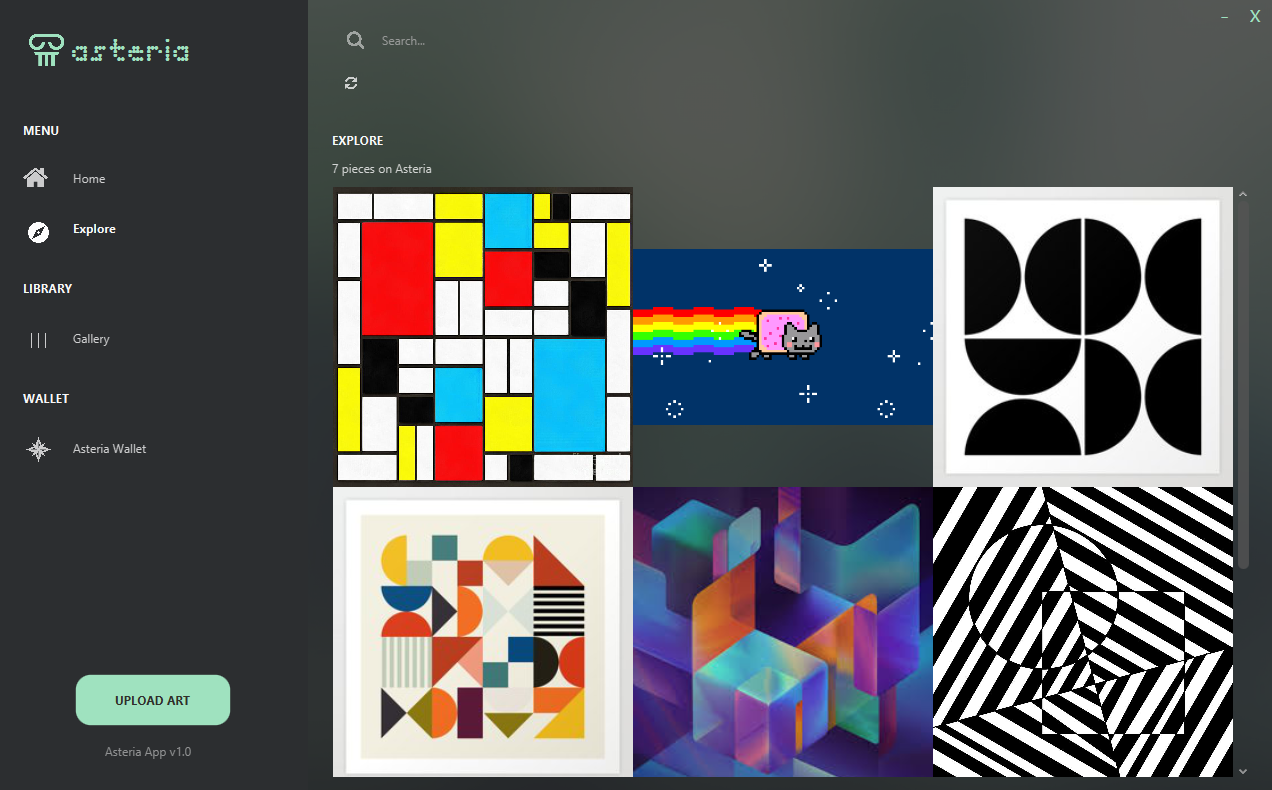 asteria
– X
Search...
MENU
Home
Explore
LIBRARY
Gallery
WALLET
Asteria Wallet
UPLOAD ART
Asteria App v1.0
EXPLORE
7 pieces on Asteria